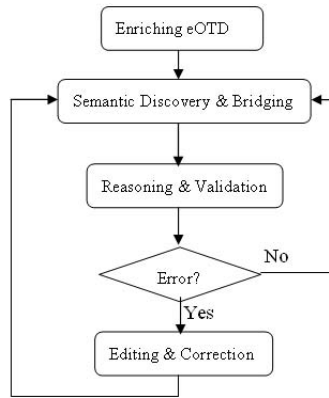 Enriching eOTD
Semantic Discovery & Bridging
Reasoning & Validation
Error?
No
Yes
Editing & Correction